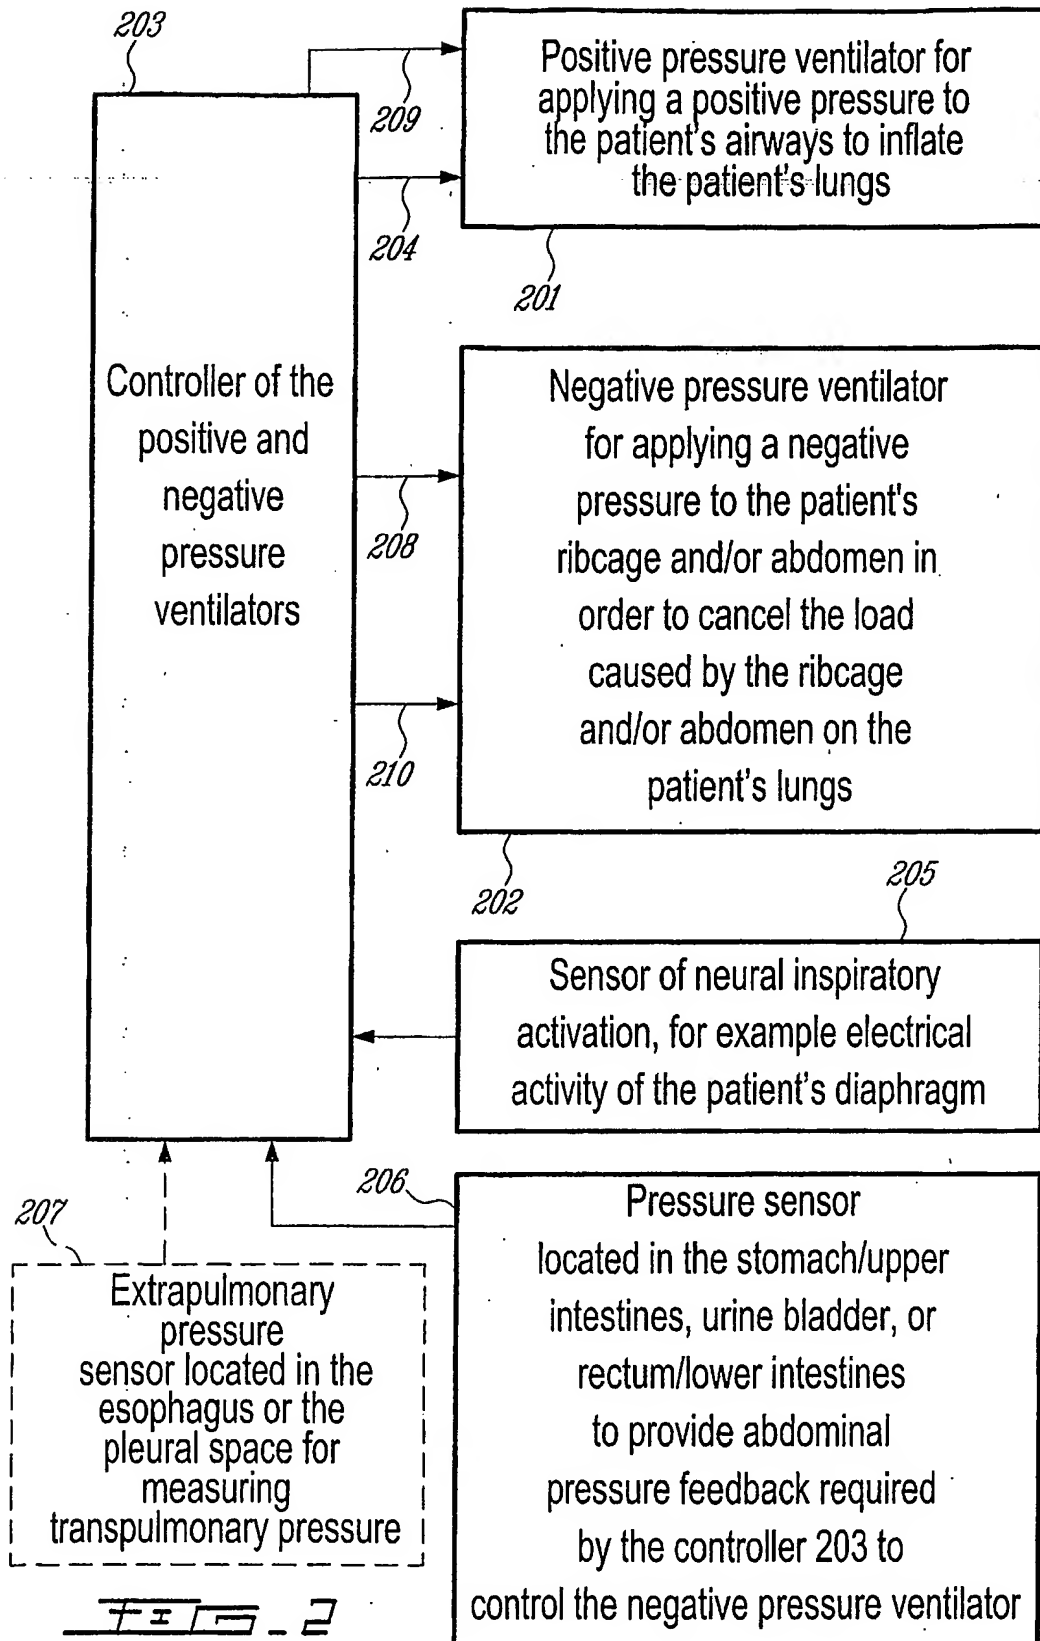 203
209
204
Positive pressure ventilator for
applying a positive pressure to
the patient's airways to inflate
the patient's lungs
201
Controller of the
positive and
negative
pressure
ventilators
208
210
Negative pressure ventilator
for applying a negative
pressure to the patient's
ribcage and/or abdomen in
order to cancel the load
caused by the ribcage
and/or abdomen on the
patient's lungs
202
205
Sensor of neural inspiratory
activation, for example electrical
activity of the patient's diaphragm
206
Pressure sensor
located in the stomach/upper
intestines, urine bladder, or
rectum/lower intestines
to provide abdominal
pressure feedback required
by the controller 203 to
control the negative pressure ventilator
207
Extrapulmonary
pressure
sensor located in the
esophagus or the
pleural space for
measuring
transpulmonary pressure
FIG_2